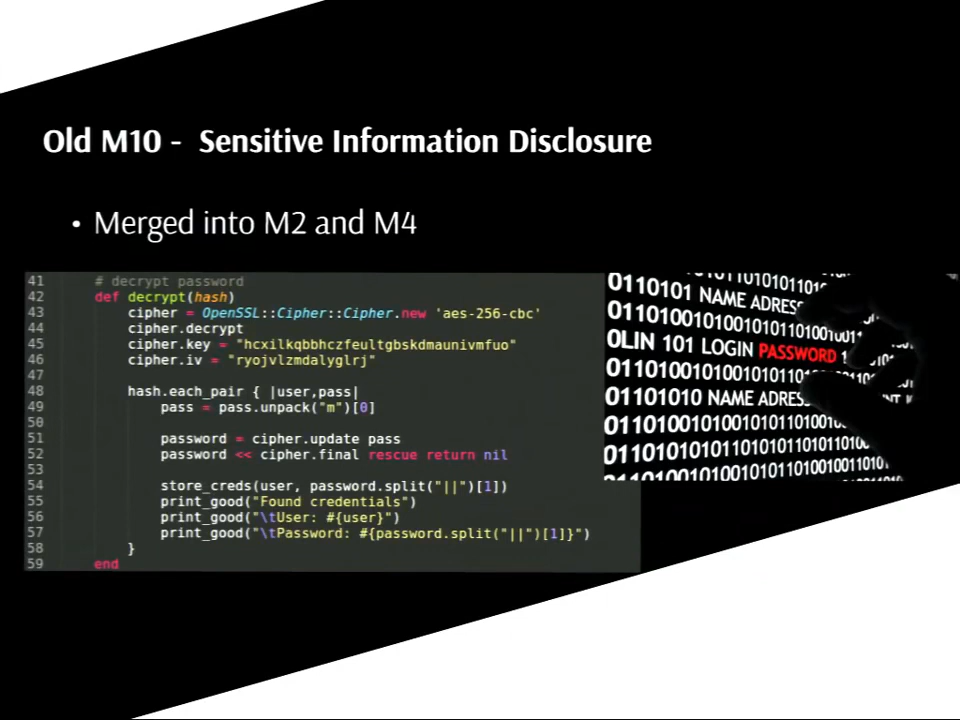 Old M10 - Sensitive Information Disclosure
• Merged into M2 and M4
41 # decrypt password
42 def decrypt(hash)
43 cipher = OpenSSL::Cipher::Cipher.new 'aes-256-cbc'
44 cipher.decrypt
45 cipher.key = "hcxilkqbbhczfeultgbskdmaunivmfuo"
46 cipher.iv = "ryojvlzmdalyglrj"
47
48 hash.each_pair { |user,pass|
49 pass = pass.unpack("m")[0]
50
51 password = cipher.update pass
52 password << cipher.final rescue return nil
53
54 store_creds(user, password.split("||")[1])
55 print_good("Found credentials")
56 print_good("\tUser: #{user}")
57 print_good("\tPassword: #{password.split("||")[1]}")
58 }
59 end
0110101 NAME ADRESS
0LIN 101 LOGIN PASSWORD
01101010 NAME ADRES